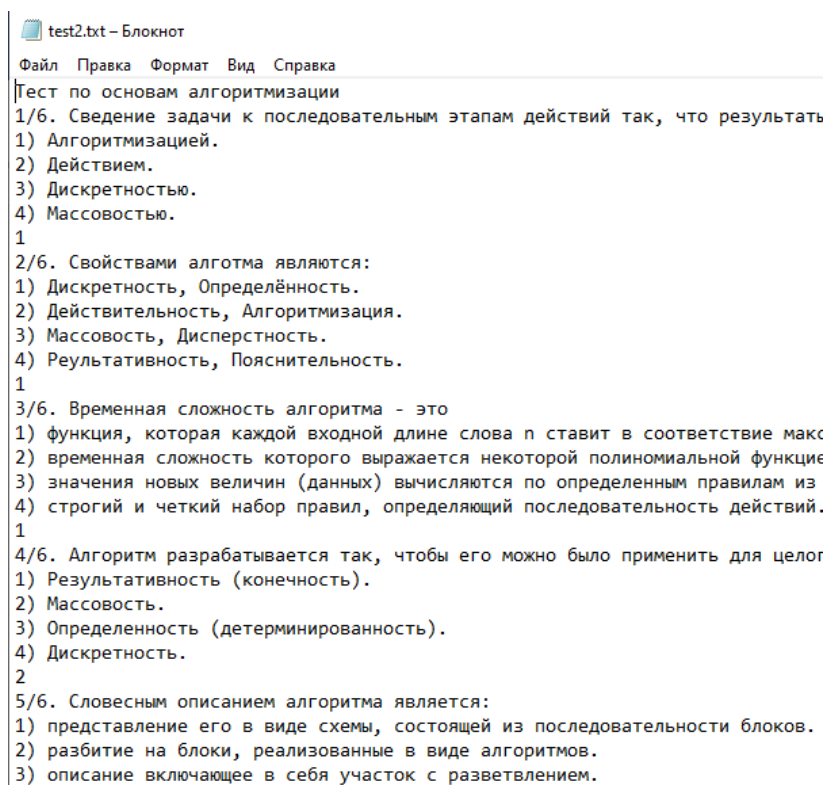 test2.txt – Блокнот
Файл Правка Формат Вид Справка
Тест по основам алгоритмизации
1/6. Сведение задачи к последовательным этапам действий так, что результаты
1) Алгоритмизацией.
2) Действием.
3) Дискретностью.
4) Массовостью.
1
2/6. Свойствами алготма являются:
1) Дискретность, Определённость.
2) Действительность, Алгоритмизация.
3) Массовость, Дисперстность.
4) Реультативность, Пояснительность.
1
3/6. Временная сложность алгоритма - это
1) функция, которая каждой входной длине слова n ставит в соответствие
2) временная сложность которого выражается некоторой полиномиальной
3) значения новых величин (данных) вычисляются по определенным правилам из
4) строгий и четкий набор правил, определяющий последовательность действий.
1
4/6. Алгоритм разрабатывается так, чтобы его можно было применить для
1) Результативность (конечность).
2) Массовость.
3) Определенность (детерминированность).
4) Дискретность.
2
5/6. Словесным описанием алгоритма является:
1) представление его в виде схемы, состоящей из последовательности блоков.
2) разбитие на блоки, реализованные в виде алгоритмов.
3) описание включающее в себя участок с разветвлением.